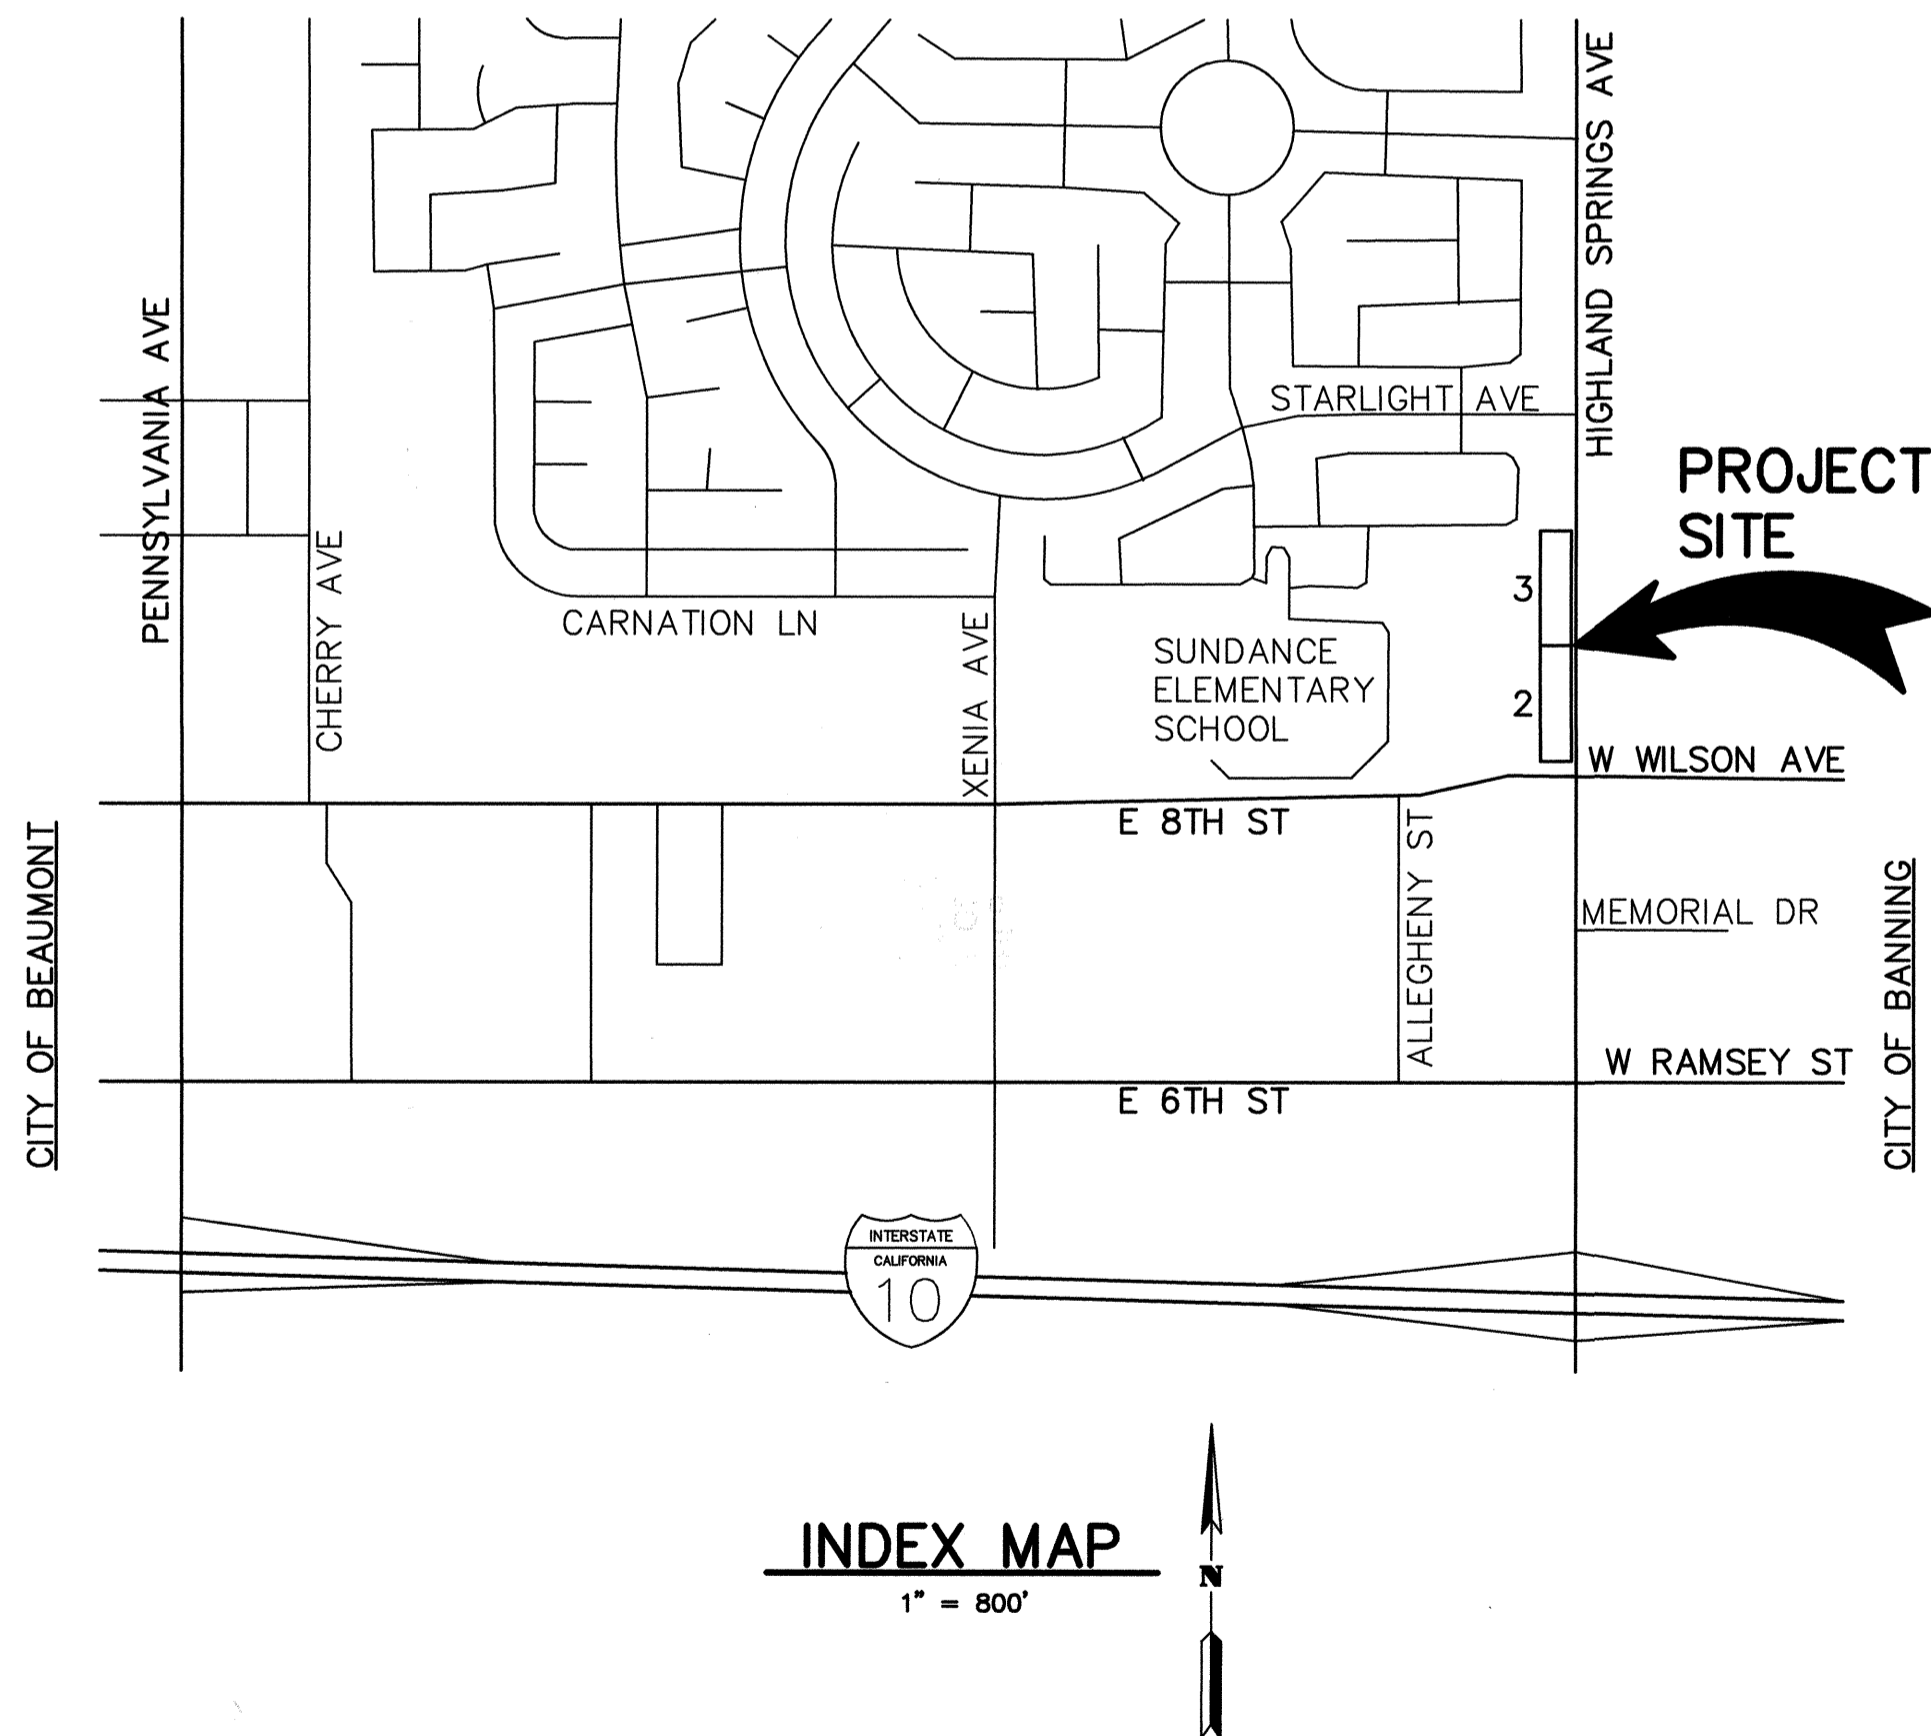 HIGHLAND SPRINGS AVE
PENNSYLVANIA AVE
STARLIGHT AVE
PROJECT
SITE
3
2
CHERRY AVE
CARNATION LN
XENIA AVE
SUNDANCE
ELEMENTARY
SCHOOL
W WILSON AVE
E 8TH ST
ALLEGHENY ST
MEMORIAL DR
CITY OF BEAUMONT
CITY OF BANNING
W RAMSEY ST
E 6TH ST
INTERSTATE
CALIFORNIA
10
INDEX MAP
1" = 800'
N